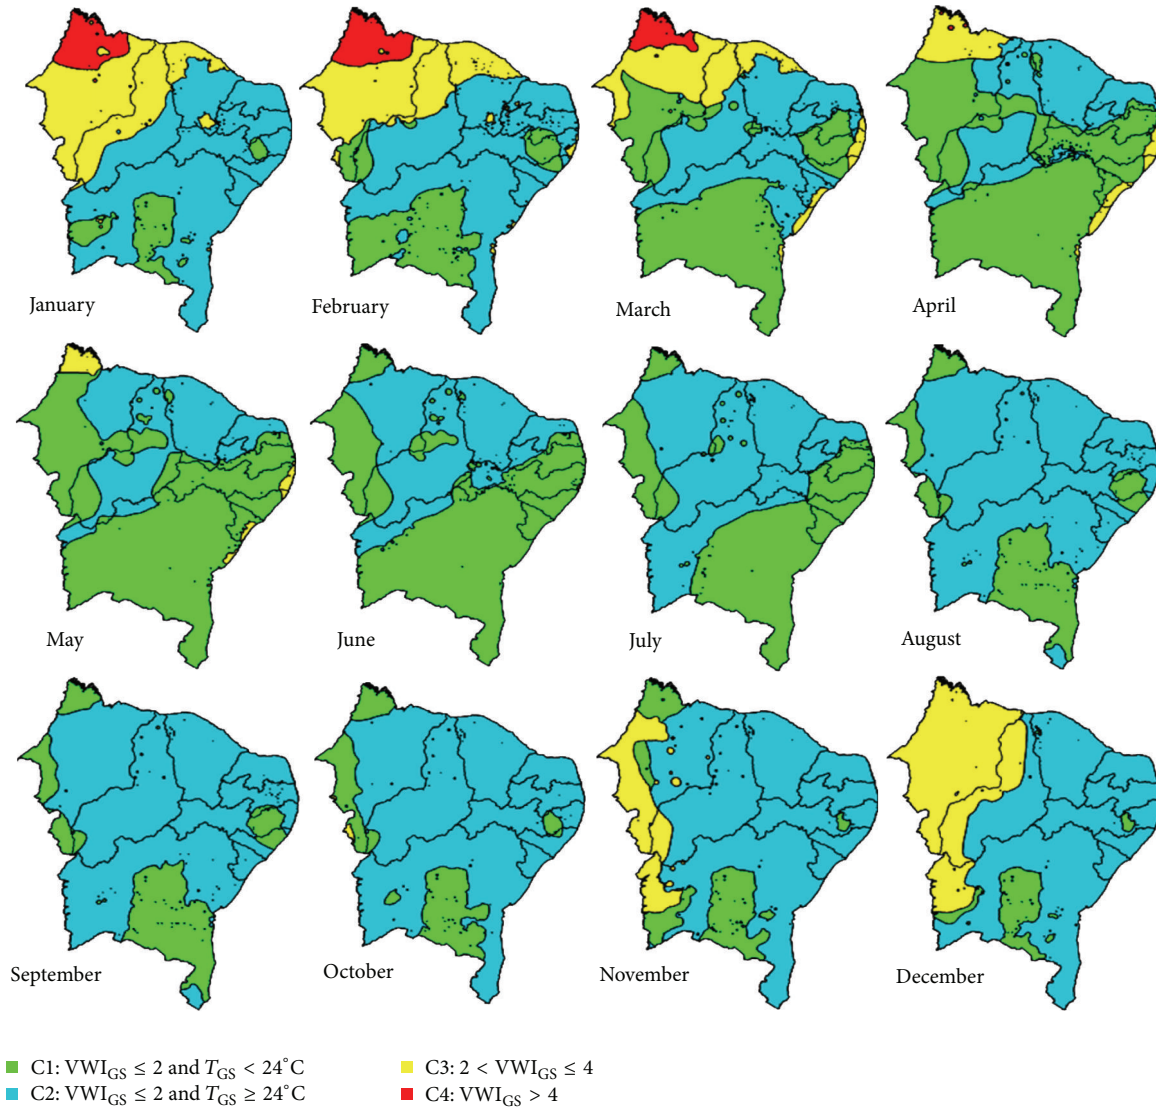 January
February
March
April
May
June
July
August
September
October
November
December
C1: VWI_GS ≤ 2 and T_GS < 24°C
C2: VWI_GS ≤ 2 and T_GS ≥ 24°C
C3: 2 < VWI_GS ≤ 4
C4: VWI_GS > 4